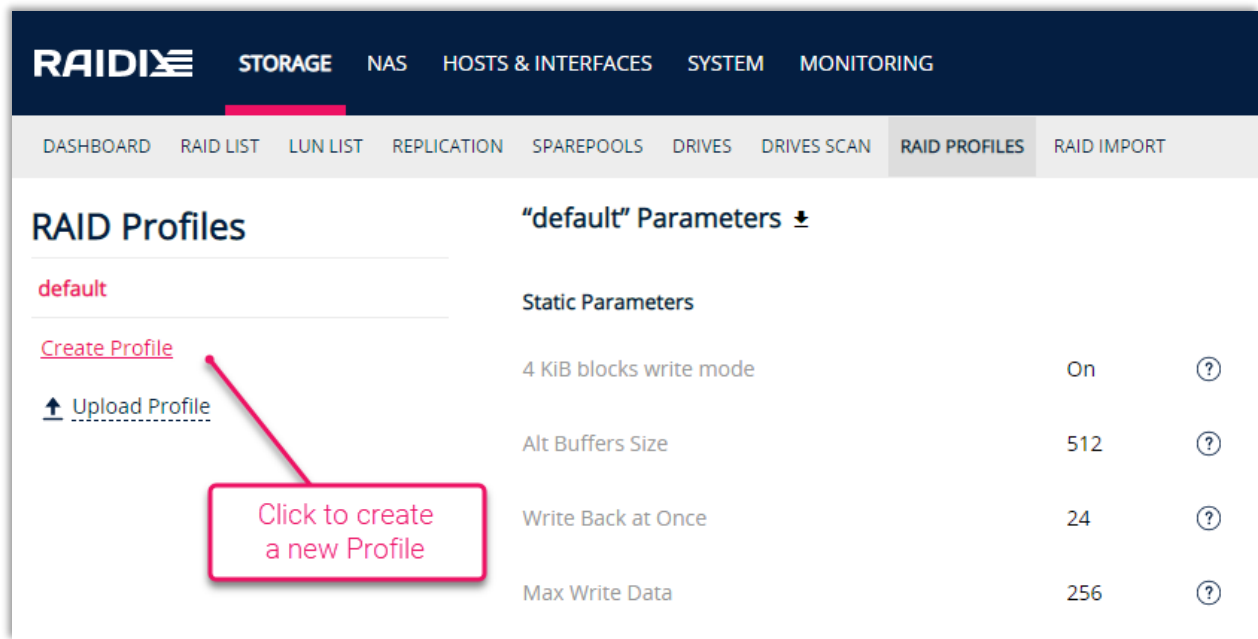 RAIDIX STORAGE NAS HOSTS & INTERFACES SYSTEM MONITORING
DASHBOARD RAID LIST LUN LIST REPLICATION SPAREPOOLS DRIVES DRIVES SCAN RAID PROFILES RAID IMPORT
RAID Profiles
default
Create Profile
Upload Profile
Click to create
a new Profile
“default” Parameters
Static Parameters
4 KiB blocks write mode On ?
Alt Buffers Size 512 ?
Write Back at Once 24 ?
Max Write Data 256 ?